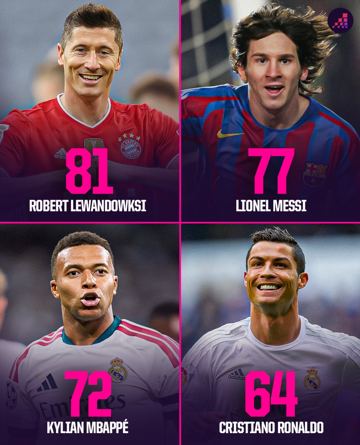 81
ROBERT LEWANDOWKSI
77
LIONEL MESSI
72
KYLIAN MBAPPÉ
64
CRISTIANO RONALDO